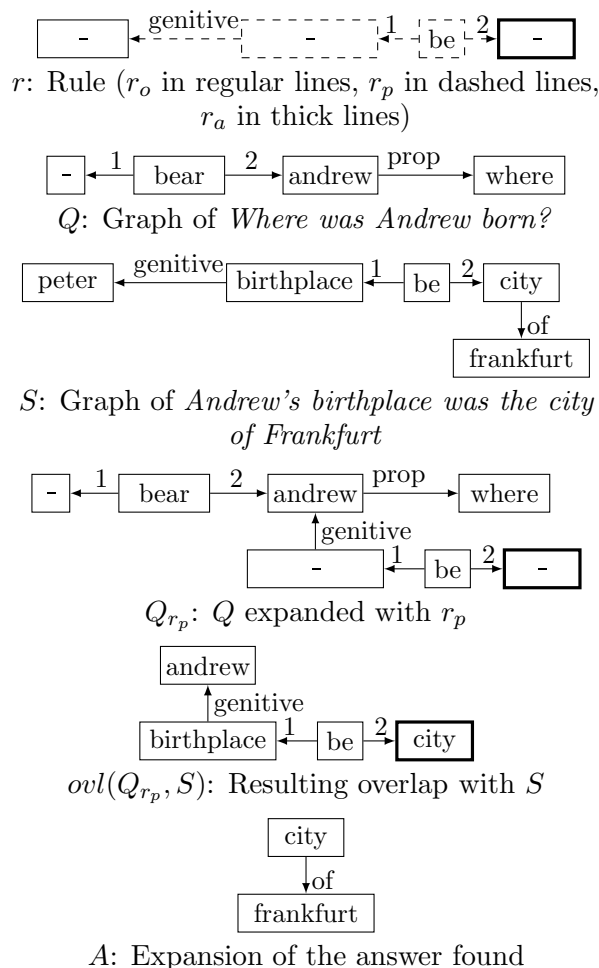 - genitive - 1 be 2 -
r: Rule (r_o in regular lines, r_p in dashed lines,
r_a in thick lines)
- 1 bear 2 andrew prop where
Q: Graph of Where was Andrew born?
peter genitive birthplace 1 be 2 city
of
frankfurt
S: Graph of Andrew's birthplace was the city
of Frankfurt
- 1 bear 2 andrew prop where
genitive
- 1 be 2 -
Q_{r_p}: Q expanded with r_p
andrew
genitive
birthplace 1 be 2 city
ovl(Q_{r_p}, S): Resulting overlap with S
city
of
frankfurt
A: Expansion of the answer found